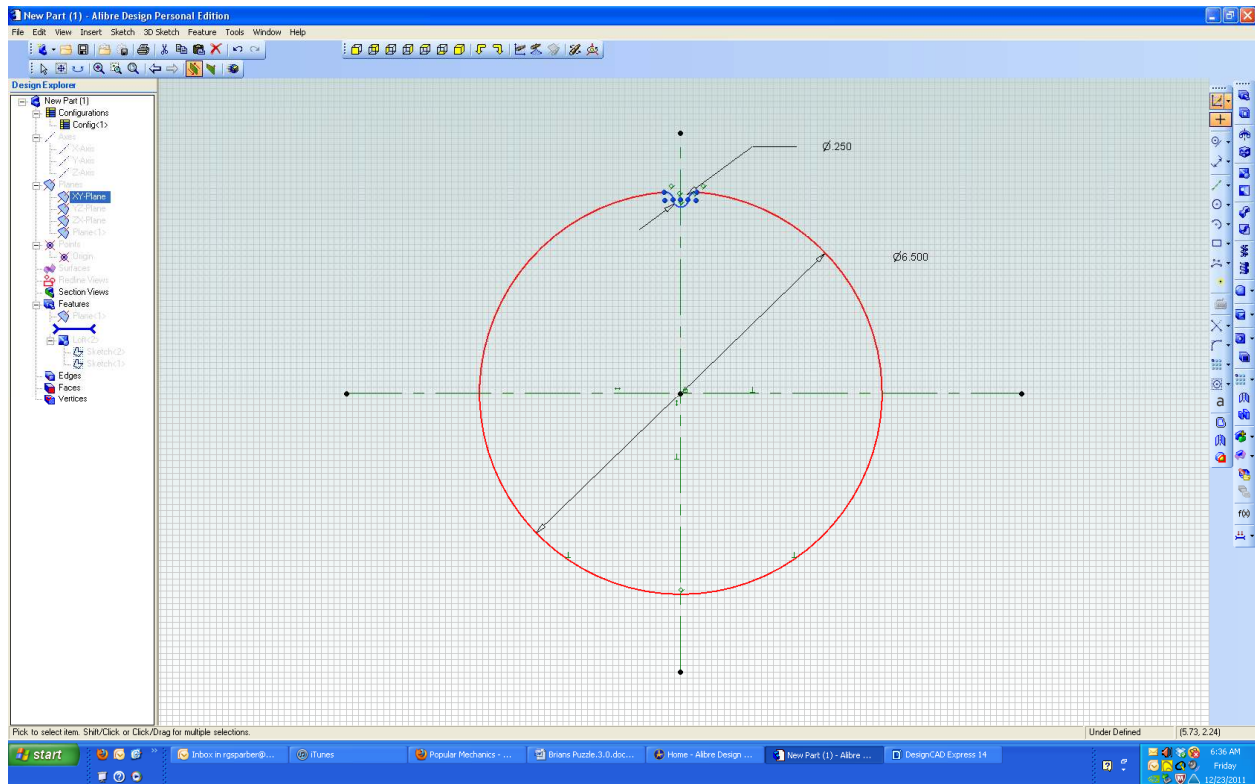 New Part (1) - Alibre Design Personal Edition
File Edit View Insert Sketch 3D Sketch Feature Tools Window Help
Design Explorer
New Part (1)
Configurations
Config<1>
Axes
X-Axis
Y-Axis
Z-Axis
Planes
XY-Plane
YZ-Plane
ZX-Plane
Plane<1>
Points
Origin
Surfaces
Redline Views
Section Views
Features
Plane<1>
Loft<2>
Sketch<2>
Sketch<1>
Edges
Faces
Vertices
Ø.250
Ø6.500
a
f(x)
Pick to select item. Shift/Click or Click/Drag for multiple selections.
Under Defined
(5.73, 2.24)
start
Inbox in rgsparber@...
iTunes
Popular Mechanics - ...
Brians Puzzle.3.0.doc...
Home - Alibre Design ...
New Part (1) - Alibre ...
DesignCAD Express 14
6:36 AM
Friday
12/23/2011